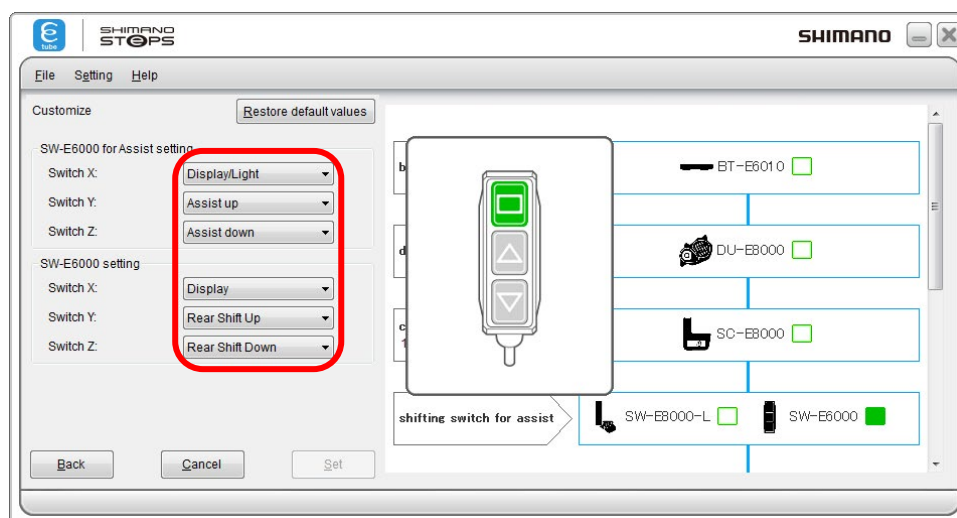 e
tube
SHIMANO
STePS
SHIMANO
File Setting Help
Customize
Restore default values
SW-E6000 for Assist setting
Switch X:
Display/Light
Switch Y:
Assist up
Switch Z:
Assist down
SW-E6000 setting
Switch X:
Display
Switch Y:
Rear Shift Up
Switch Z:
Rear Shift Down
Back
Cancel
Set
b
BT-E6010
d
DU-E8000
c
1
SC-E8000
shifting switch for assist
SW-E8000-L
SW-E6000